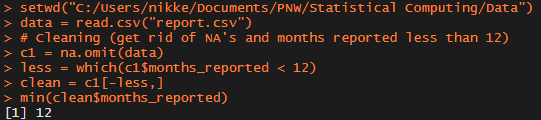 > setwd("C:/Users/nikke/Documents/PNW/Statistical Computing/Data")
> data = read.csv("report.csv")
> # Cleaning (get rid of NA's and months reported less than 12)
> c1 = na.omit(data)
> less = which(c1$months_reported < 12)
> clean = c1[-less,]
> min(clean$months_reported)
[1] 12